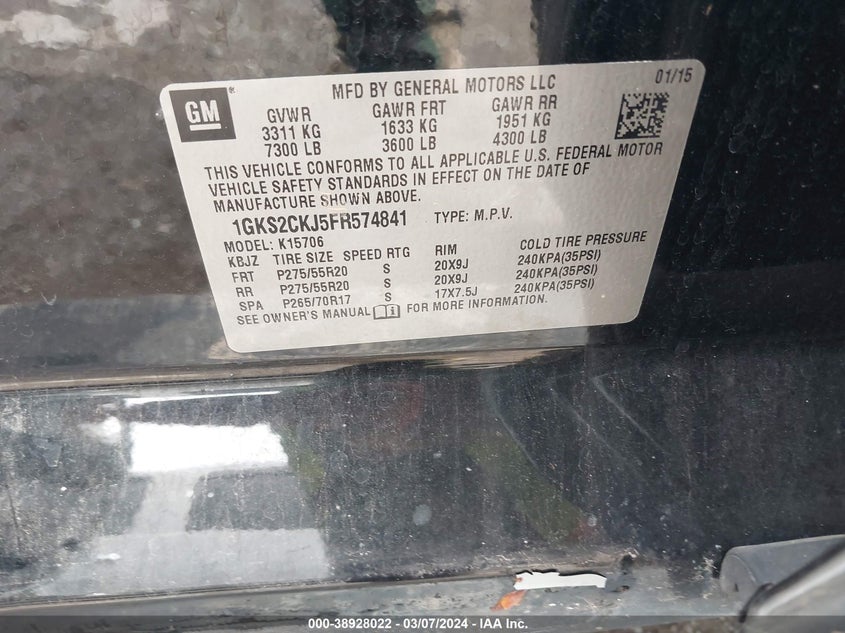 MFD BY GENERAL MOTORS LLC 01/15
GM
GVWR GAWR FRT GAWR RR
3311 KG 1633 KG 1951 KG
7300 LB 3600 LB 4300 LB
THIS VEHICLE CONFORMS TO ALL APPLICABLE U.S. FEDERAL MOTOR
VEHICLE SAFETY STANDARDS IN EFFECT ON THE DATE OF
MANUFACTURE SHOWN ABOVE.
1GKS2CKJ5FR574841 TYPE: M.P.V.
MODEL: K15706
KBJZ TIRE SIZE SPEED RTG RIM COLD TIRE PRESSURE
FRT P275/55R20 S 20X9J 240KPA(35PSI)
RR P275/55R20 S 20X9J 240KPA(35PSI)
SPA P265/70R17 S 17X7.5J 240KPA(35PSI)
SEE OWNER'S MANUAL FOR MORE INFORMATION.
000-38928022 - 03/07/2024 - IAA Inc.